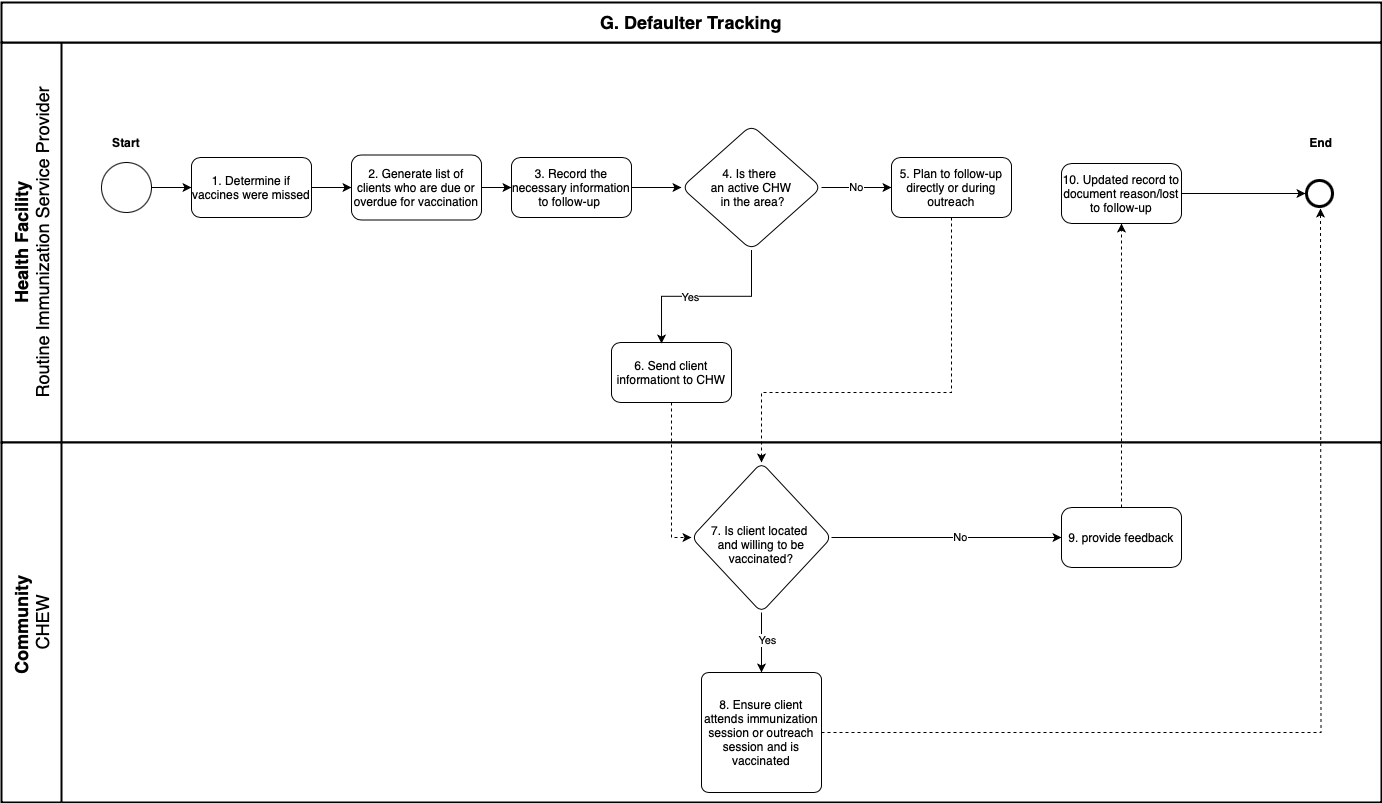 G. Defaulter Tracking
Health Facility
Routine Immunization Service Provider
Start
1. Determine if
vaccines were missed
2. Generate list of
clients who are due or
overdue for vaccination
3. Record the
necessary information
to follow-up
4. Is there
an active CHW
in the area?
No
5. Plan to follow-up
directly or during
outreach
10. Updated record to
document reason/lost
to follow-up
End
Yes
6. Send client
informationt to CHW
Community
CHEW
7. Is client located
and willing to be
vaccinated?
No
9. provide feedback
Yes
8. Ensure client
attends immunization
session or outreach
session and is
vaccinated